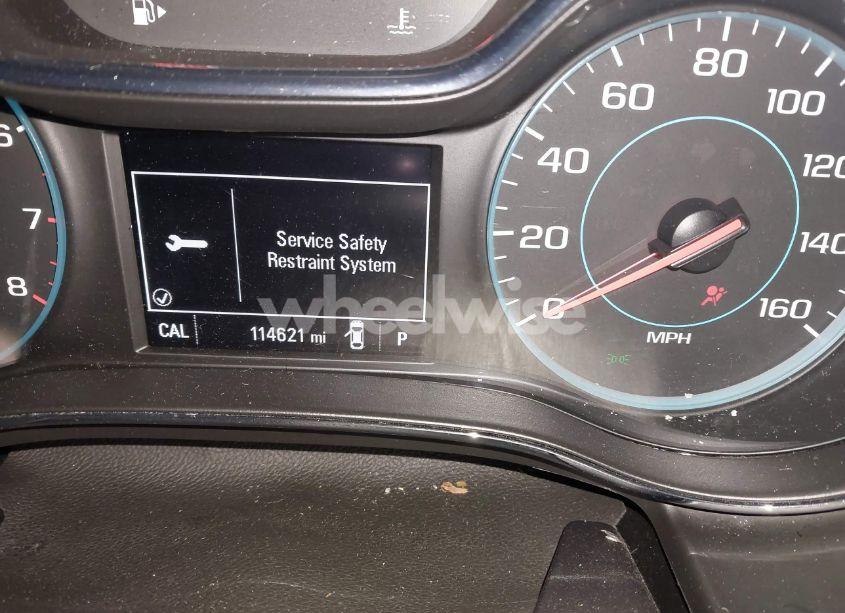 80
60
100
6
40
120
7
Service Safety
Restraint System
20
140
8
0
160
wheelwise
CAL
114621 mi
P
MPH